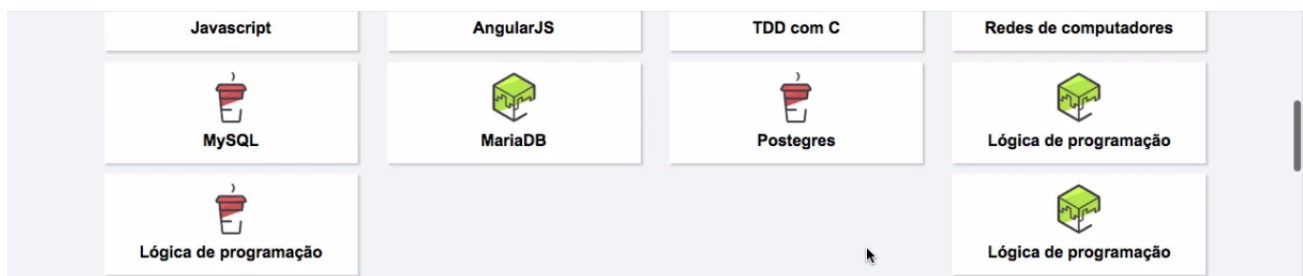 Javascript
AngularJS
TDD com C
Redes de computadores
MySQL
MariaDB
Postegres
Lógica de programação
Lógica de programação
Lógica de programação